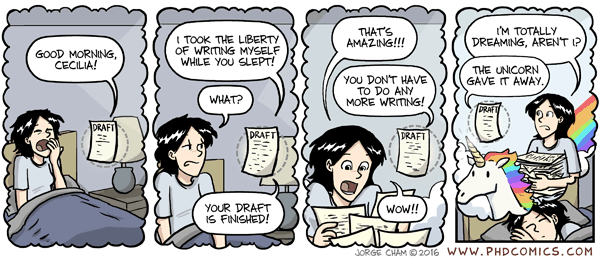 GOOD MORNING,
CECILIA!
DRAFT
I TOOK THE LIBERTY
OF WRITING MYSELF
WHILE YOU SLEPT!
WHAT?
DRAFT
YOUR DRAFT
IS FINISHED!
THAT'S
AMAZING!!!
YOU DON'T HAVE
TO DO ANY
MORE WRITING!
DRAFT
WOW!!
I'M TOTALLY
DREAMING, AREN'T I?
THE UNICORN
GAVE IT AWAY.
DRAFT
JORGE CHAM © 2016
WWW.PHDCOMICS.COM